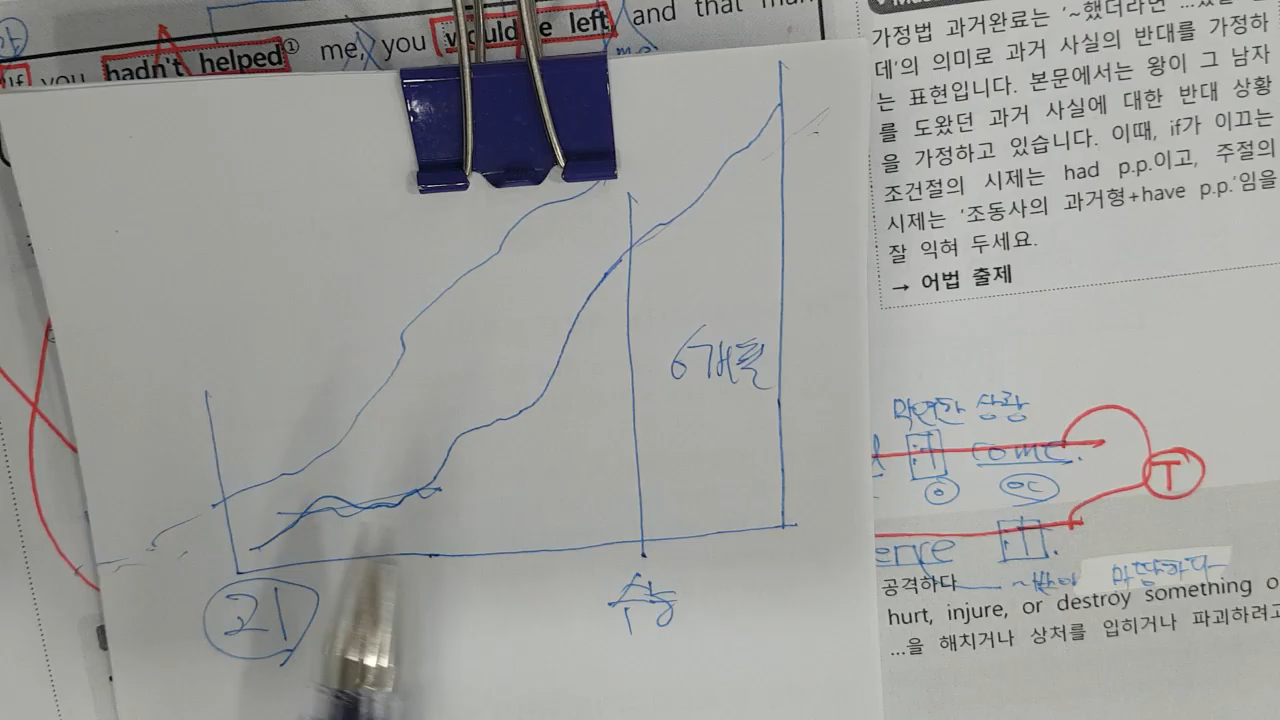 hadn't helped① me, you would be left and that
If you
가정법 과거완료는 '~했더라면
데'의 의미로 과거 사실의 반대를 가정하
는 표현입니다. 본문에서는 왕이 그 남자
를 도왔던 과거 사실에 대한 반대 상황
을 가정하고 있습니다. 이때, if가 이끄는
조건절의 시제는 had p.p.이고, 주절의
시제는 '조동사의 과거형+have p.p.'임을
잘 익혀 두세요.
→ 어법 출제
6개월
21
수능
막연한 상황
come.
O
OC
T
공격하다
마땅하다
hurt, injure, or destroy something o
...을 해치거나 상처를 입히거나 파괴하려고